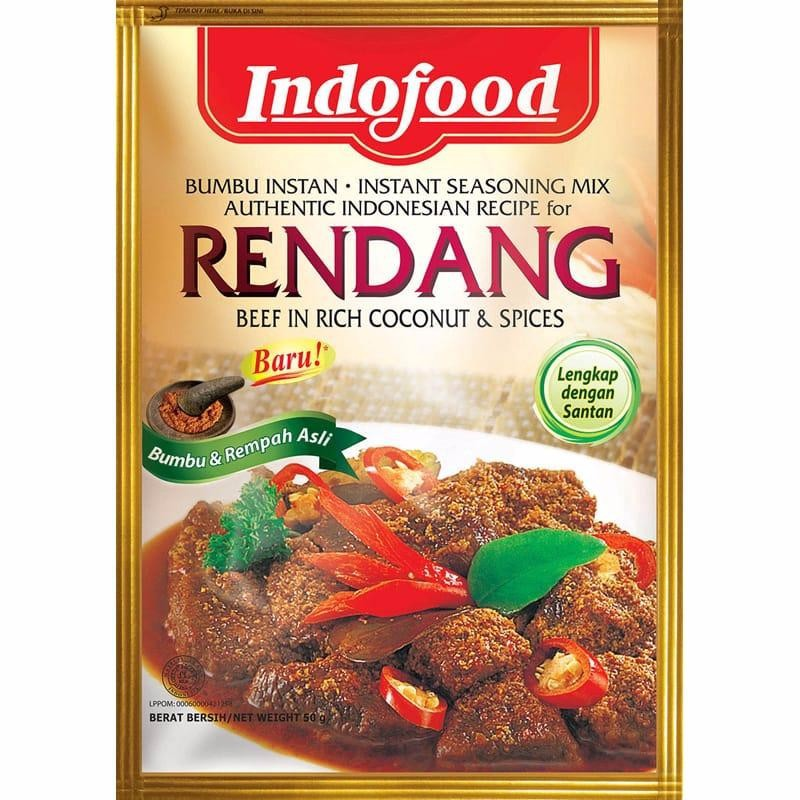 TEAR OFF HERE/BUKA DI SINI
Indofood
BUMBU INSTAN • INSTANT SEASONING MIX
AUTHENTIC INDONESIAN RECIPE for
RENDANG
BEEF IN RICH COCONUT & SPICES
Baru!*
Lengkap
dengan
Santan
Bumbu & Rempah Asli
BERAT BERSIH/NET WEIGHT 50 g